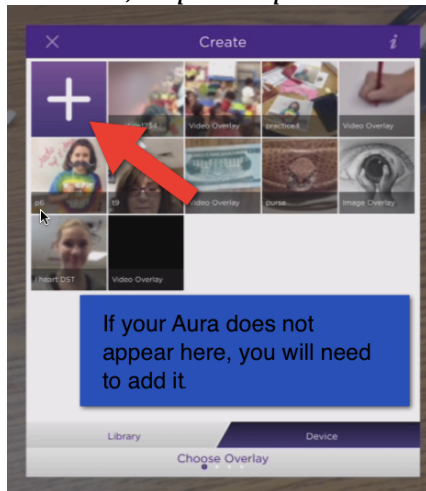 Create
i
Video Overlay
practice4
Video Overlay
p6
t9
Video Overlay
purse
Image Overlay
i heart DST
Video Overlay
If your Aura does not
appear here, you will need
to add it
Library
Device
Choose Overlay